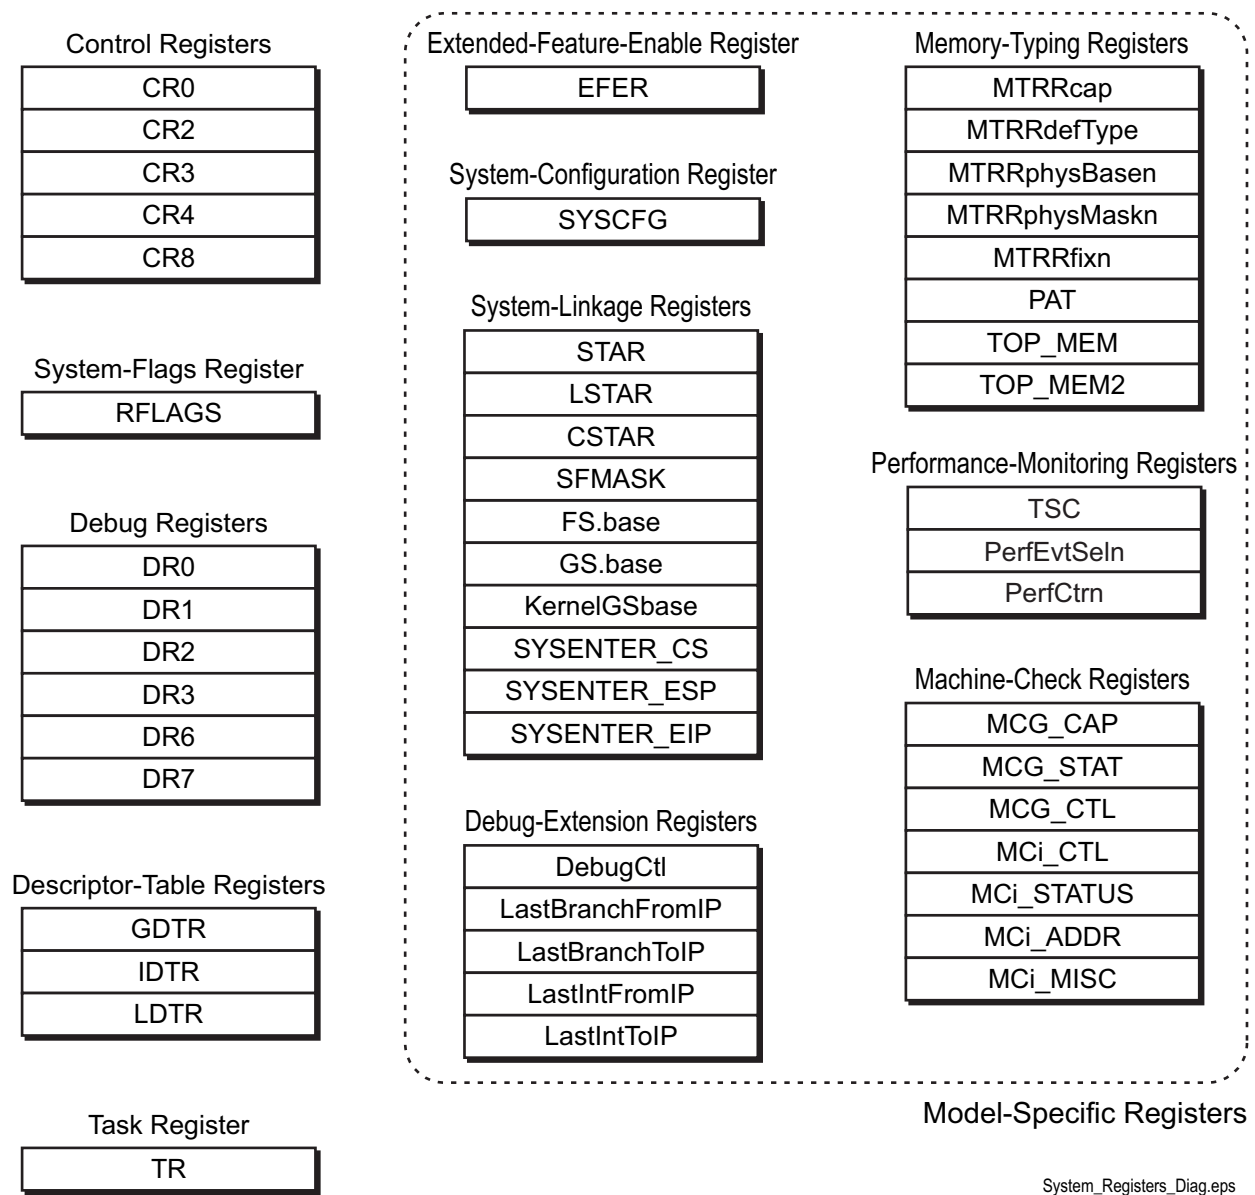 Control Registers
CR0
CR2
CR3
CR4
CR8
System-Flags Register
RFLAGS
Debug Registers
DR0
DR1
DR2
DR3
DR6
DR7
Descriptor-Table Registers
GDTR
IDTR
LDTR
Task Register
TR
Extended-Feature-Enable Register
EFER
System-Configuration Register
SYSCFG
System-Linkage Registers
STAR
LSTAR
CSTAR
SFMASK
FS.base
GS.base
KernelGSbase
SYSENTER_CS
SYSENTER_ESP
SYSENTER_EIP
Debug-Extension Registers
DebugCtl
LastBranchFromIP
LastBranchToIP
LastIntFromIP
LastIntToIP
Memory-Typing Registers
MTRRcap
MTRRdefType
MTRRphysBasen
MTRRphysMaskn
MTRRfixn
PAT
TOP_MEM
TOP_MEM2
Performance-Monitoring Registers
TSC
PerfEvtSeln
PerfCtrn
Machine-Check Registers
MCG_CAP
MCG_STAT
MCG_CTL
MCi_CTL
MCi_STATUS
MCi_ADDR
MCi_MISC
Model-Specific Registers
System_Registers_Diag.eps